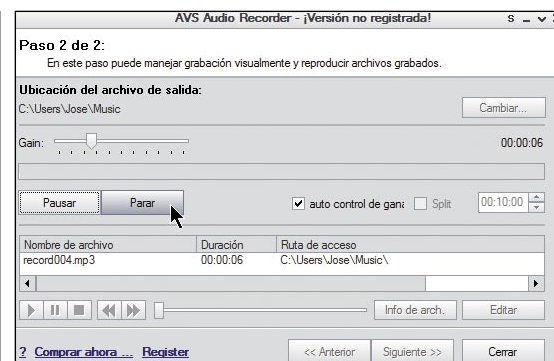 AVS Audio Recorder - ¡Versión no registrada!
S
Paso 2 de 2:
En este paso puede manejar grabación visualmente y reproducir archivos grabados.
Ubicación del archivo de salida:
C:\Users\Jose\Music
Cambiar...
Gain:
00:00:06
Pausar Parar auto control de gana Split 00:10:00
Nombre de archivo Duración Ruta de acceso
record004.mp3 00:00:06 C:\Users\Jose\Music\
Info de arch. Editar
? Comprar ahora ... Register << Anterior Siguiente >> Cerrar